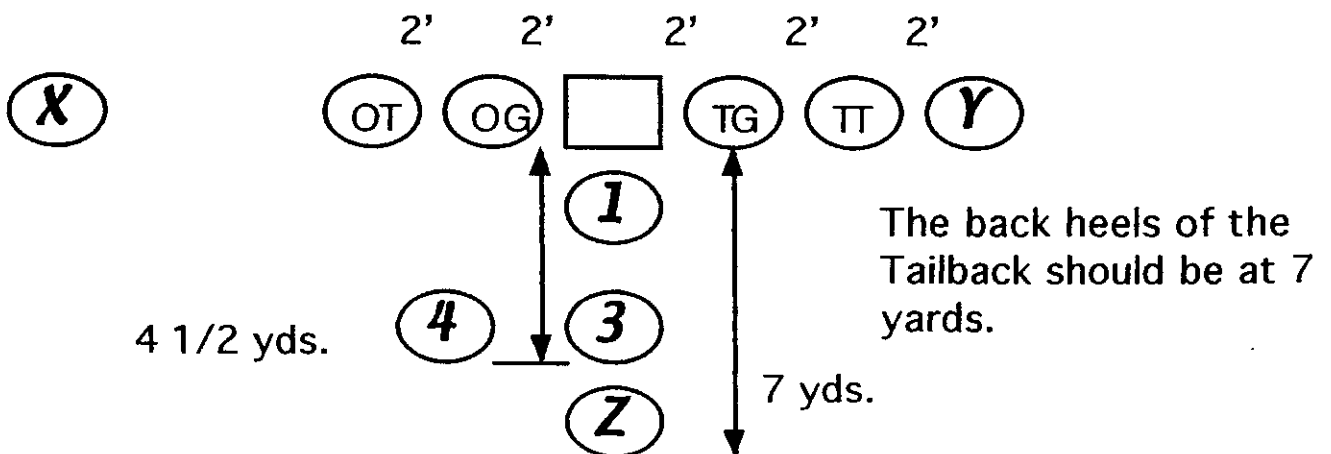 2' 2' 2' 2' 2'
X OT OG TG TT Y
1
The back heels of the
Tailback should be at 7
yards.
4 3
4 1/2 yds.
7 yds.
Z